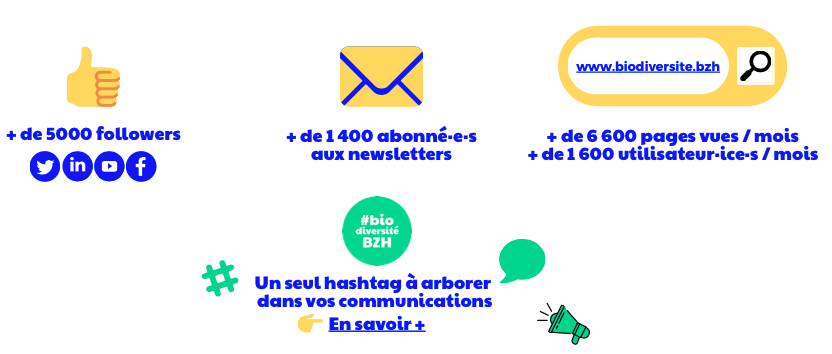 + de 5000 followers
+ de 1 400 abonné·e·s
aux newsletters
www.biodiversite.bzh
+ de 6 600 pages vues / mois
+ de 1 600 utilisateur·ice·s / mois
#bio
diversité
BZH
Un seul hashtag à arborer
dans vos communications
En savoir +